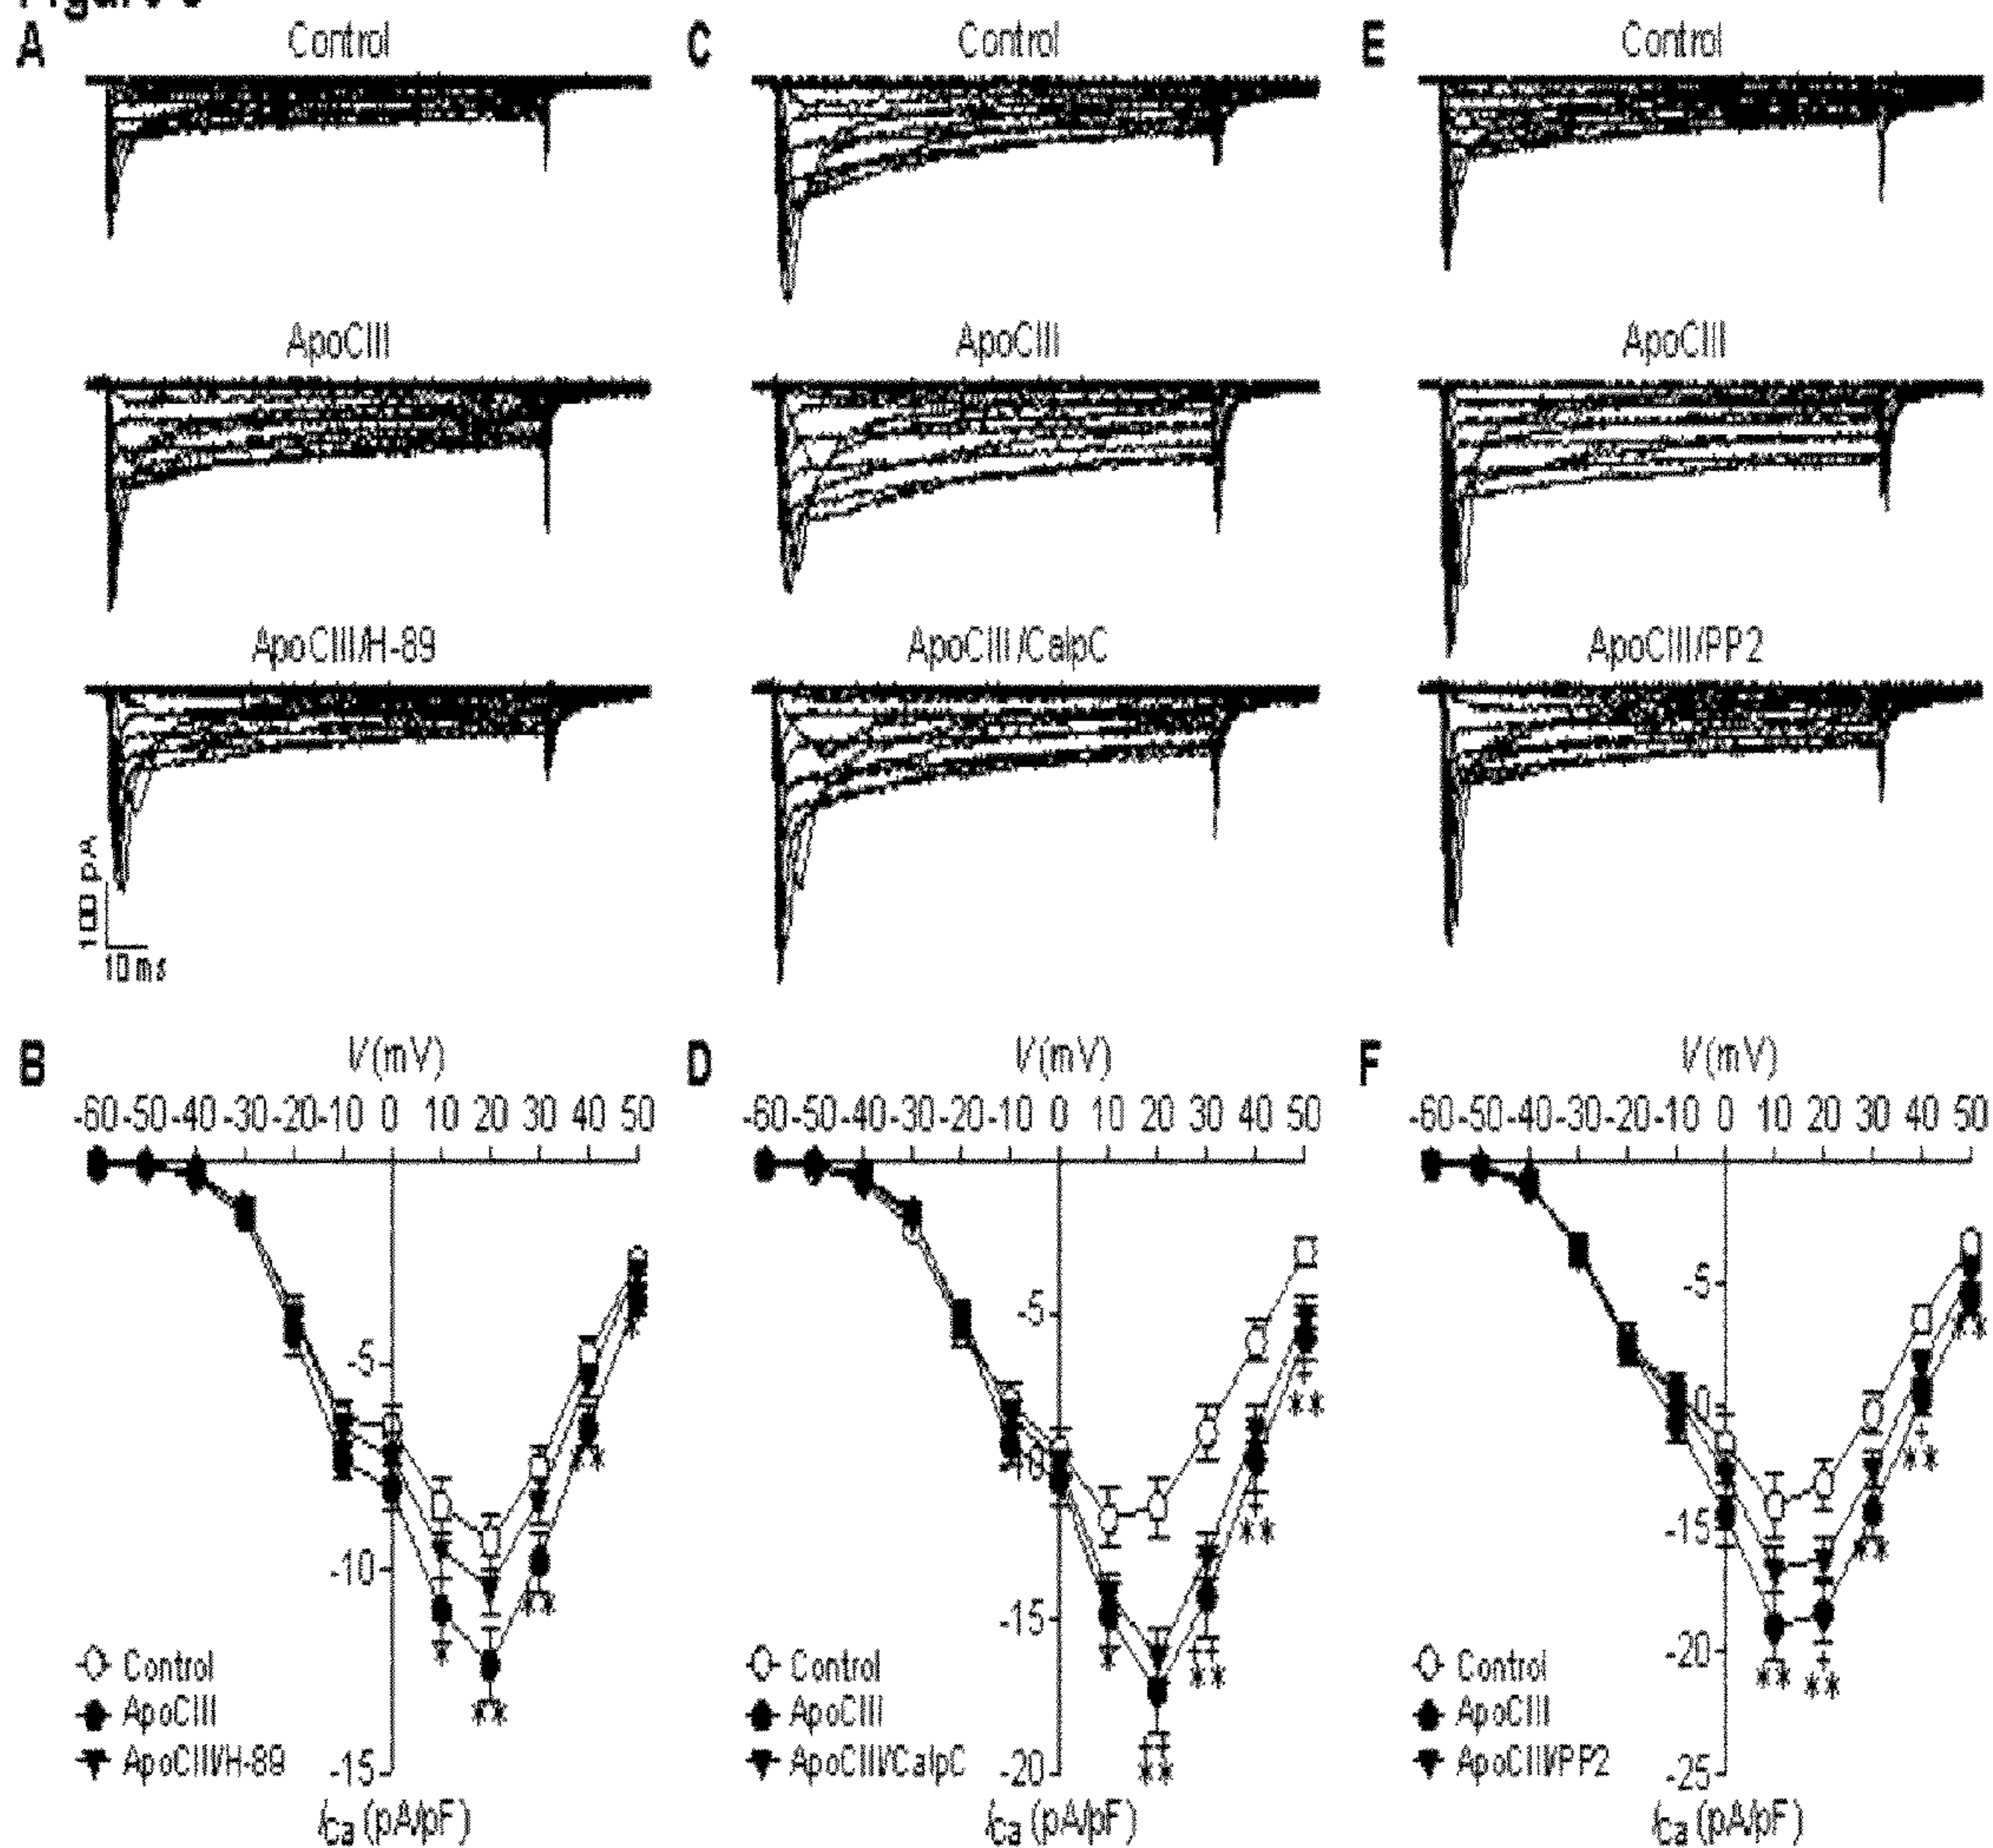 A
Control
ApoCIII
ApoCIII/H-89
100 pA
10 ms
C
Control
ApoCIII
ApoCIII/CalpC
E
Control
ApoCIII
ApoCIII/PP2
B
V (mV)
-60 -50 -40 -30 -20 -10 0 10 20 30 40 50
-5
-10
-15
* ** ** ** *
Control
ApoCIII
ApoCIII/H-89
ICa (pA/pF)
D
V (mV)
-60 -50 -40 -30 -20 -10 0 10 20 30 40 50
-5
-10
-15
-20
Control
ApoCIII
ApoCIII/CalpC
ICa (pA/pF)
F
V (mV)
-60 -50 -40 -30 -20 -10 0 10 20 30 40 50
-5
-15
-20
-25
** ** ** ** **
Control
ApoCIII
ApoCIII/PP2
ICa (pA/pF)